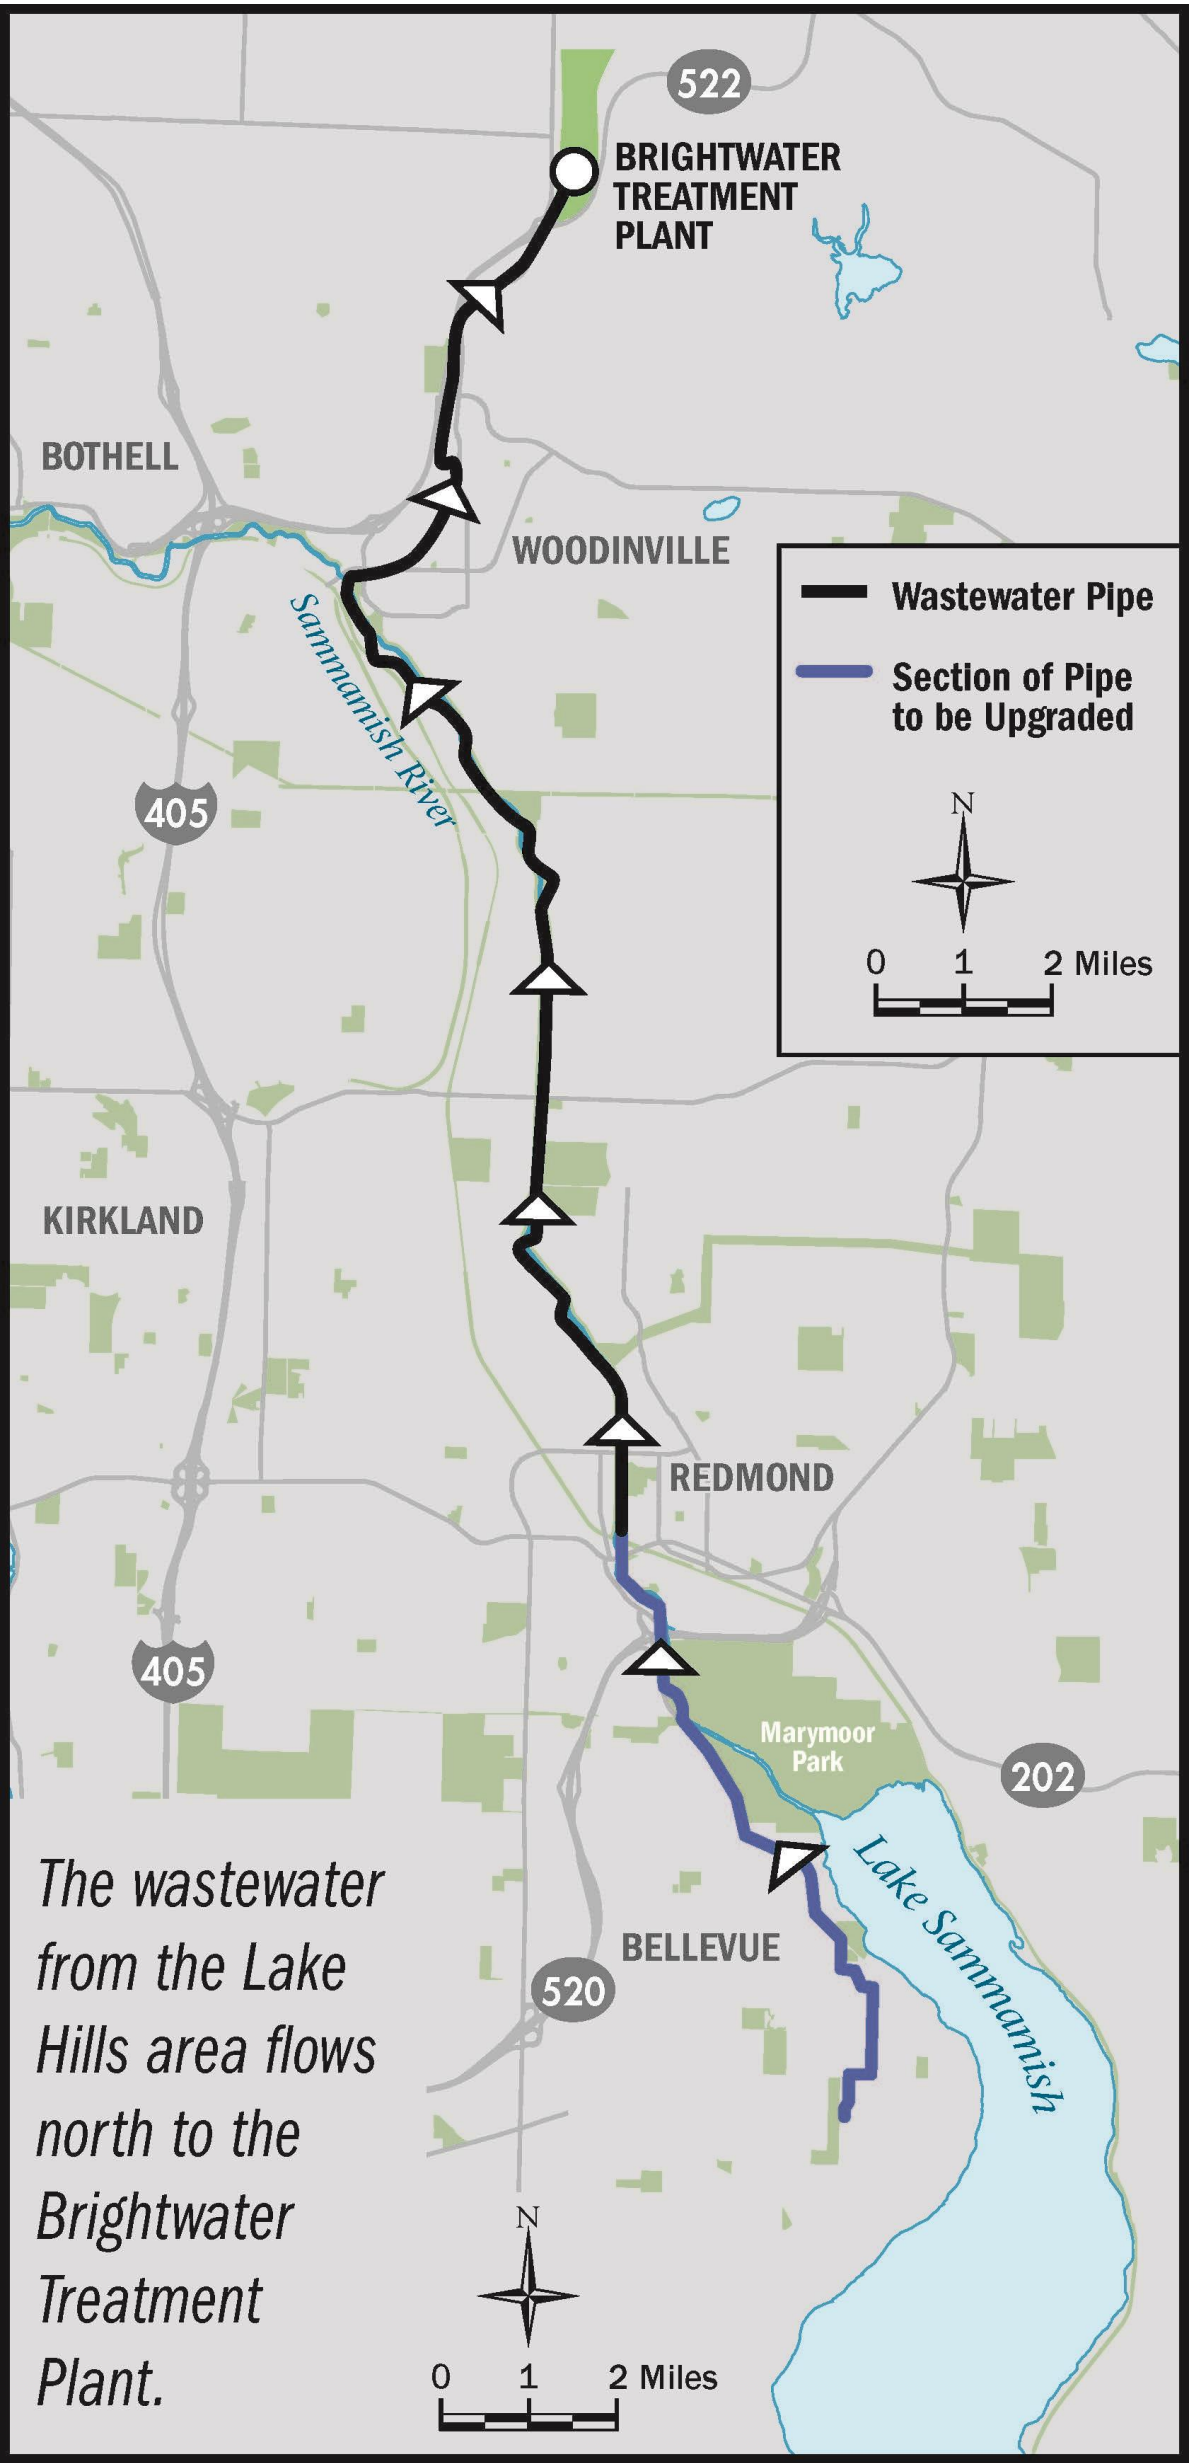 522
BRIGHTWATER
TREATMENT
PLANT
BOTHELL
WOODINVILLE
Sammamish River
Wastewater Pipe
Section of Pipe
to be Upgraded
N
0 1 2 Miles
405
KIRKLAND
REDMOND
405
Marymoor
Park
202
Lake Sammamish
BELLEVUE
520
The wastewater
from the Lake
Hills area flows
north to the
Brightwater
Treatment
Plant.
N
0 1 2 Miles